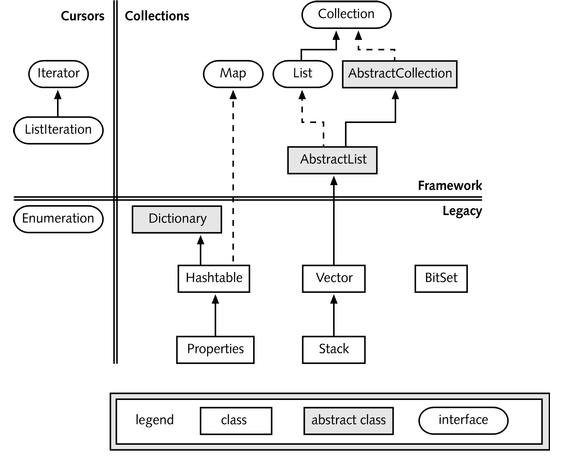 Cursors
Collections
Collection
Iterator
Map
List
AbstractCollection
ListIteration
AbstractList
Framework
Legacy
Enumeration
Dictionary
Hashtable
Vector
BitSet
Properties
Stack
legend
class
abstract class
interface